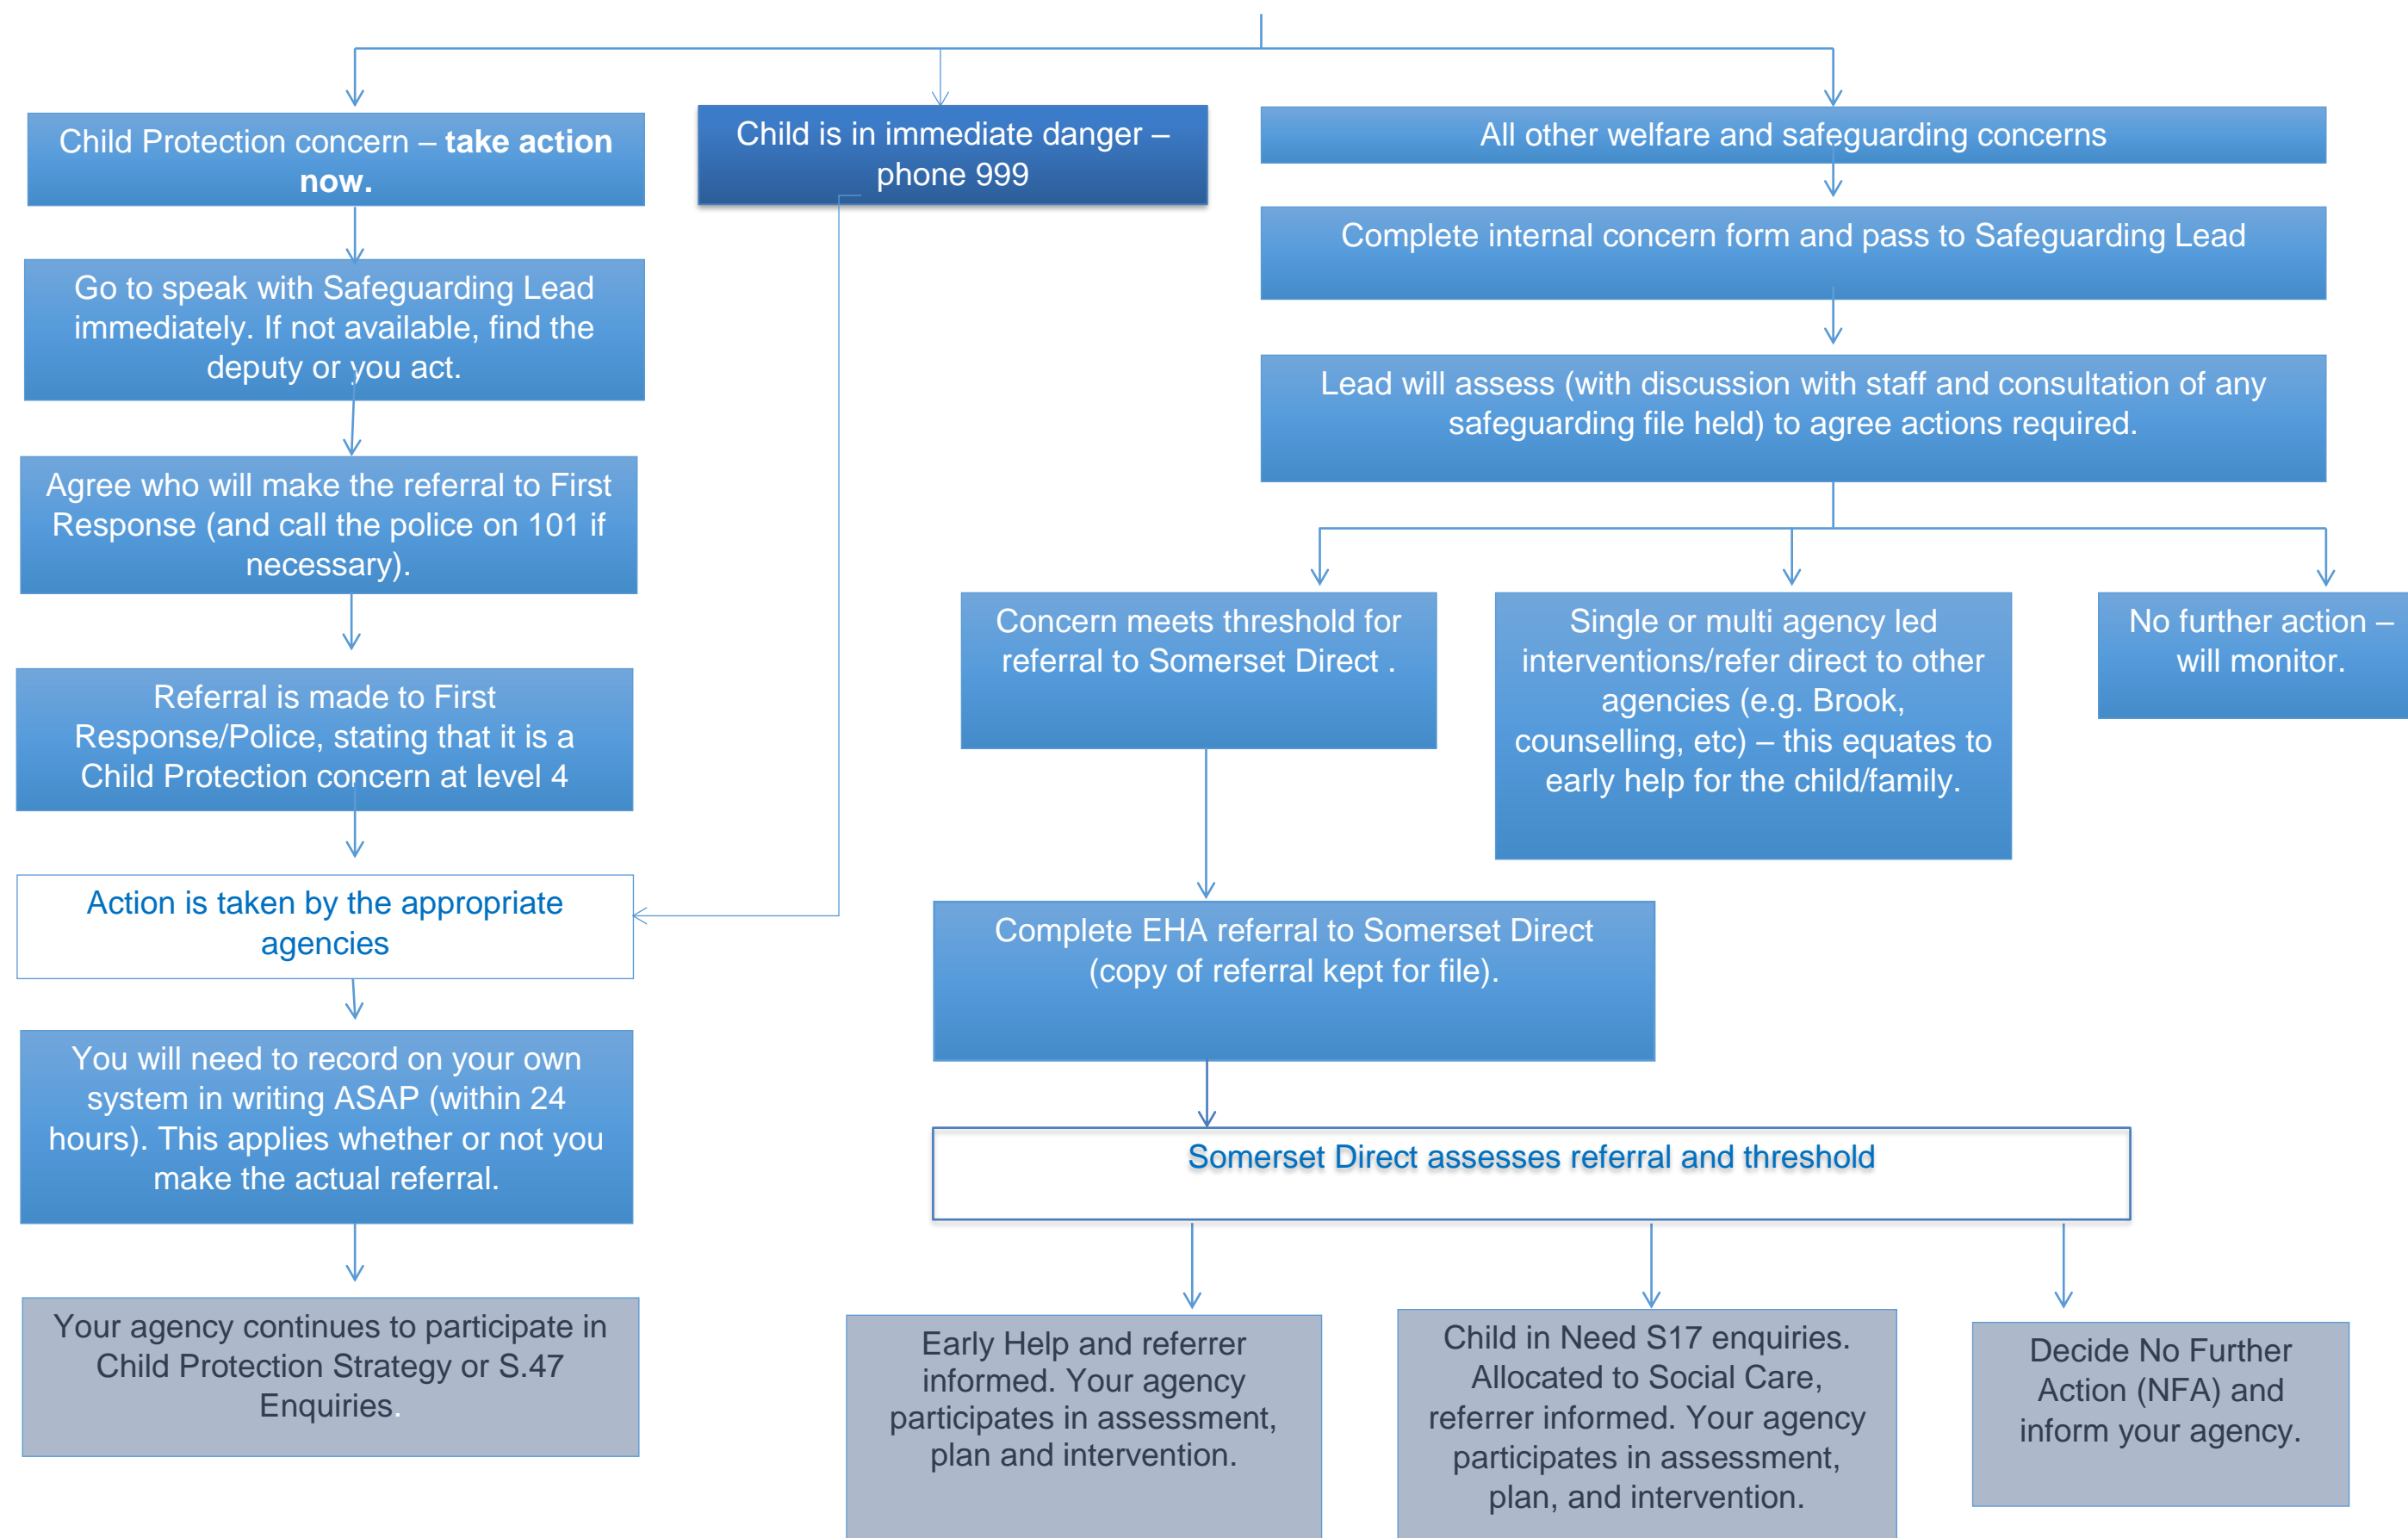 Child Protection concern – take action
now.
Go to speak with Safeguarding Lead
immediately. If not available, find the
deputy or you act.
Agree who will make the referral to First
Response (and call the police on 101 if
necessary).
Referral is made to First
Response/Police, stating that it is a
Child Protection concern at level 4
Action is taken by the appropriate
agencies
You will need to record on your own
system in writing ASAP (within 24
hours). This applies whether or not you
make the actual referral.
Your agency continues to participate in
Child Protection Strategy or S.47
Enquiries.
Child is in immediate danger –
phone 999
All other welfare and safeguarding concerns
Complete internal concern form and pass to Safeguarding Lead
Lead will assess (with discussion with staff and consultation of any
safeguarding file held) to agree actions required.
Concern meets threshold for
referral to Somerset Direct .
Single or multi agency led
interventions/refer direct to other
agencies (e.g. Brook,
counselling, etc) – this equates to
early help for the child/family.
No further action –
will monitor.
Complete EHA referral to Somerset Direct
(copy of referral kept for file).
Somerset Direct assesses referral and threshold
Early Help and referrer
informed. Your agency
participates in assessment,
plan and intervention.
Child in Need S17 enquiries.
Allocated to Social Care,
referrer informed. Your agency
participates in assessment,
plan, and intervention.
Decide No Further
Action (NFA) and
inform your agency.